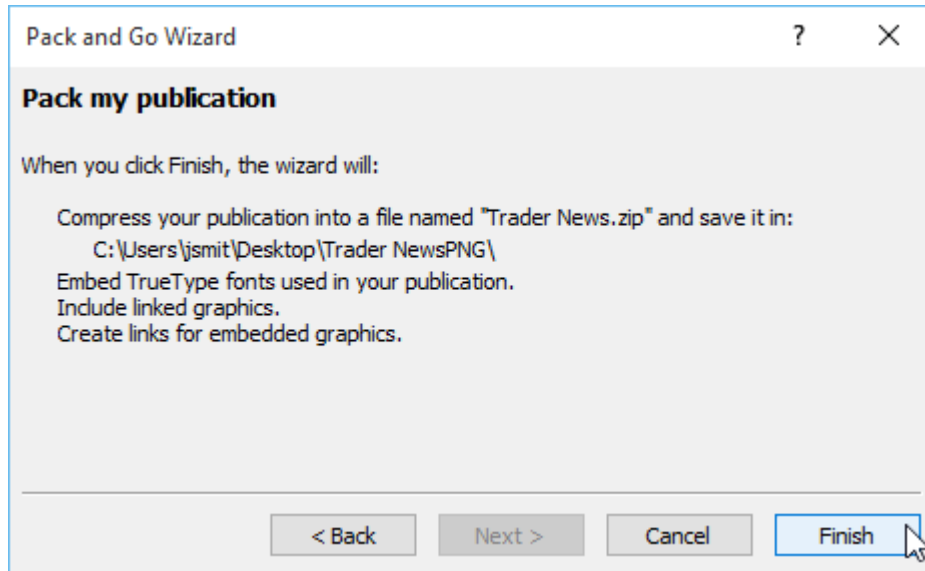 Pack and Go Wizard ?
Pack my publication
When you click Finish, the wizard will:
Compress your publication into a file named "Trader News.zip" and save it in:
C:\Users\jsmit\Desktop\Trader NewsPNG\
Embed TrueType fonts used in your publication.
Include linked graphics.
Create links for embedded graphics.
< Back Next > Cancel Finish